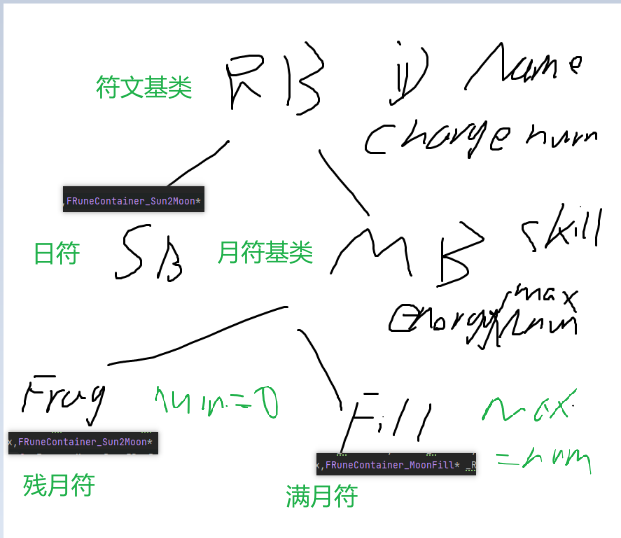 符文基类 RB ID Name
Charge num
,FRuneContainer_Sun2Moon*
日符 SB 月符基类 MB skill
energy/max num
Frag num=0 Fill max
=num
x,FRuneContainer_Sun2Moon*
x,FRuneContainer_MoonFill* _R
残月符
满月符